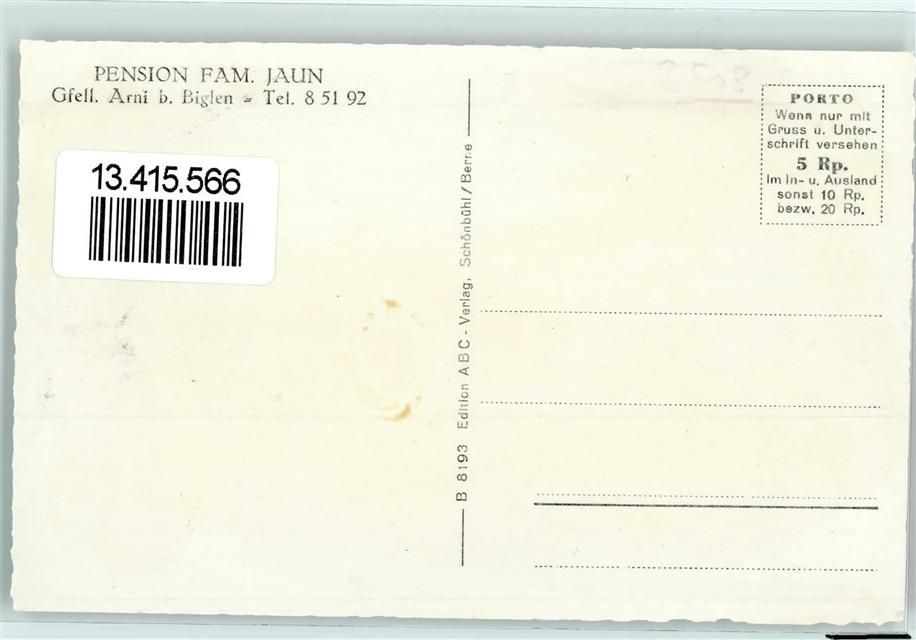 PENSION FAM. JAUN
Gfell. Arni b. Biglen - Tel. 8 51 92
13.415.566
B 8193 Edition ABC - Verlag, Schönbühl / Berne
PORTO
Wenn nur mit
Gruss u. Unter-
schrift versehen
5 Rp.
Im In- u. Ausland
sonst 10 Rp.
bezw. 20 Rp.